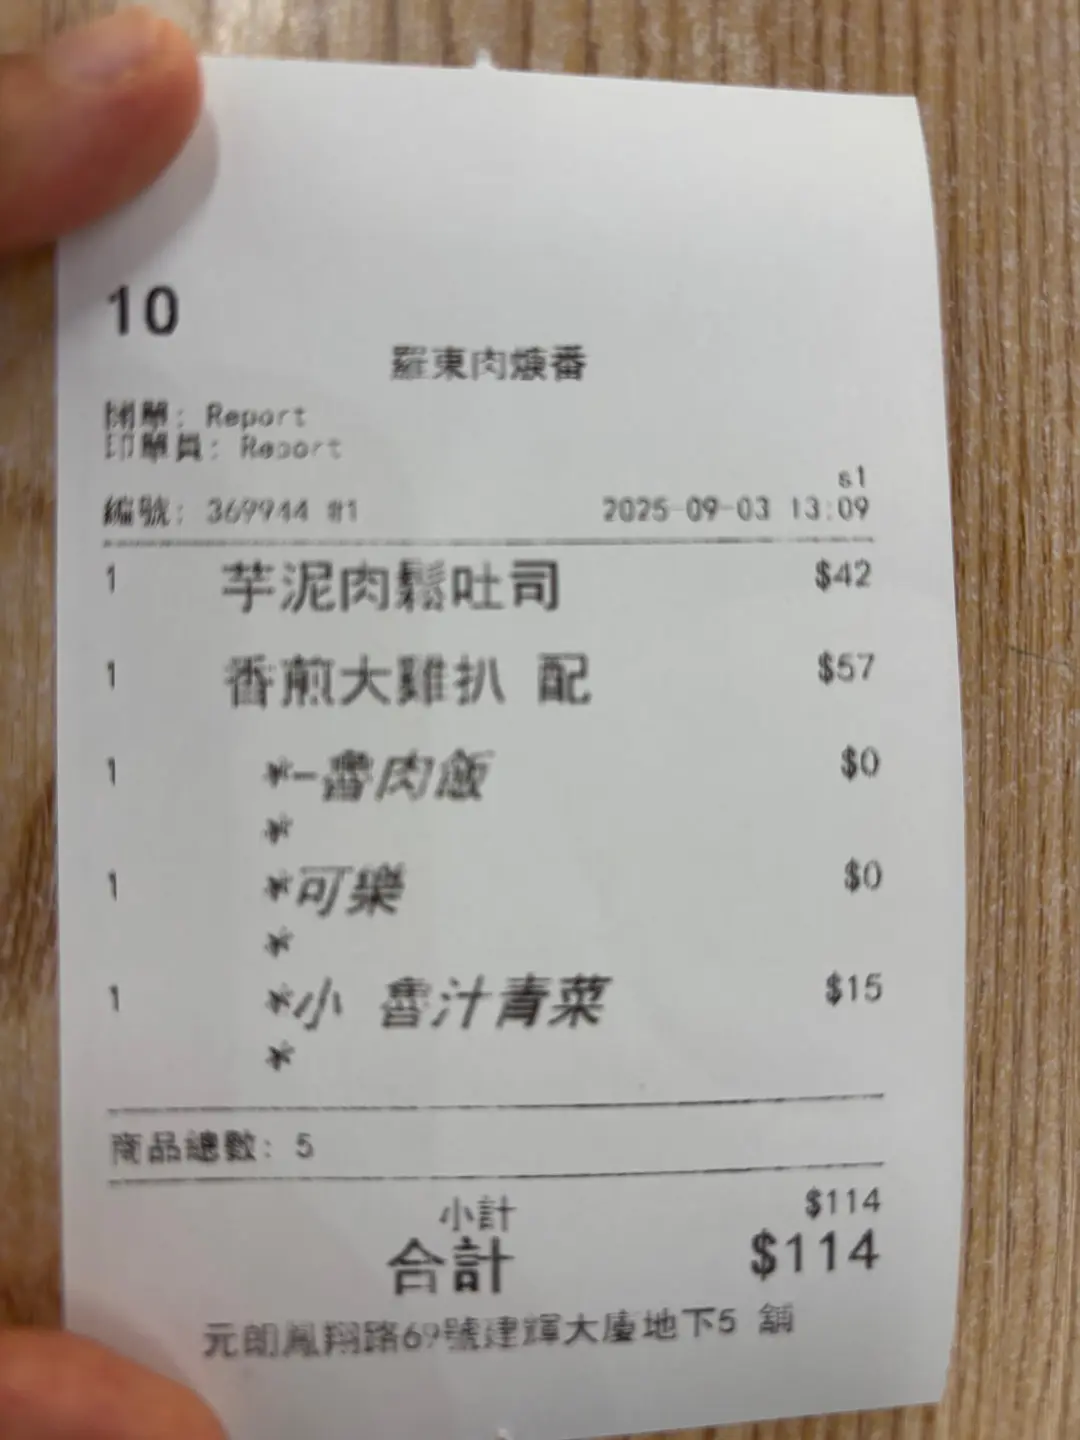 10
羅東肉焿番
開單: Report
印單員: Report
s1
編號: 369944 #1 2025-09-03 13:09
1 芋泥肉鬆吐司 $42
1 香煎大雞扒 配 $57
1 *-魯肉飯 $0
*
1 *可樂 $0
*
1 *小 魯汁青菜 $15
*
商品總數: 5
小計 $114
合計 $114
元朗鳳翔路69號建輝大廈地下5 舖